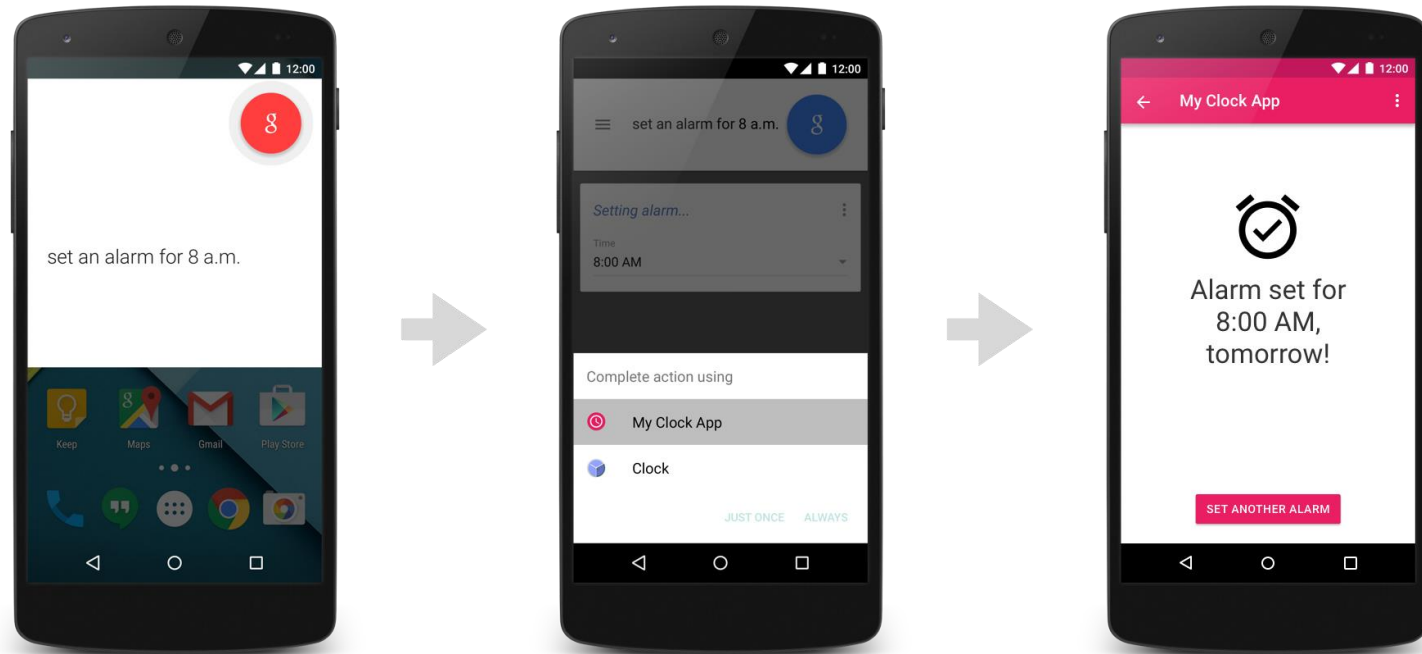 12:00
g
set an alarm for 8 a.m.
8
Keep
Maps
Gmail
Play Store
12:00
set an alarm for 8 a.m.
g
Setting alarm...
Time
8:00 AM
Complete action using
My Clock App
Clock
JUST ONCE ALWAYS
12:00
My Clock App
Alarm set for
8:00 AM,
tomorrow!
SET ANOTHER ALARM